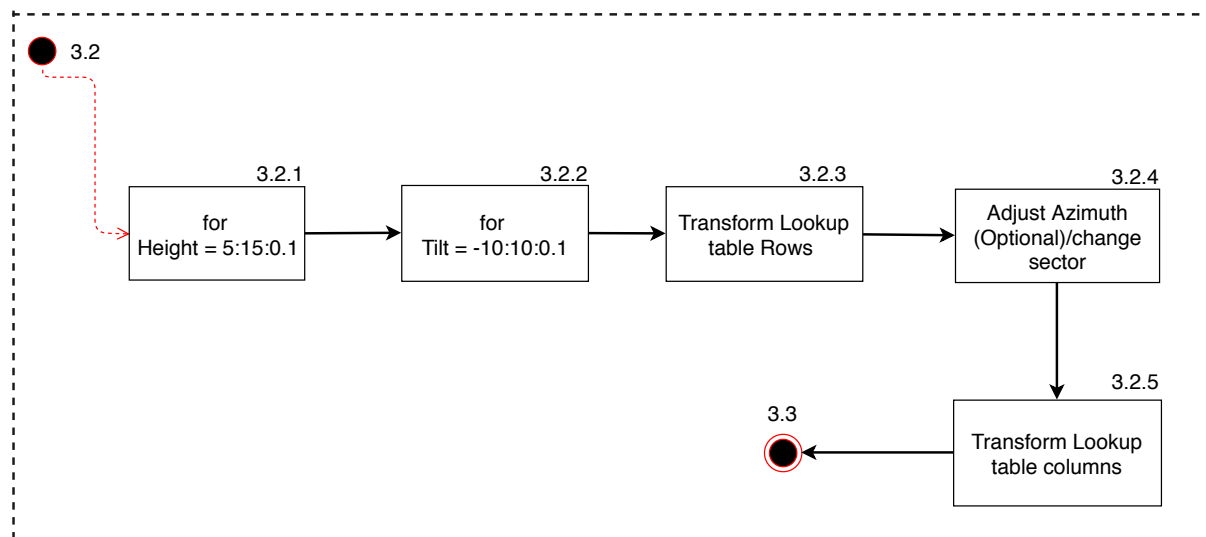 3.2
3.2.1
for
Height = 5:15:0.1
3.2.2
for
Tilt = -10:10:0.1
3.2.3
Transform Lookup
table Rows
3.2.4
Adjust Azimuth
(Optional)/change
sector
3.2.5
Transform Lookup
table columns
3.3